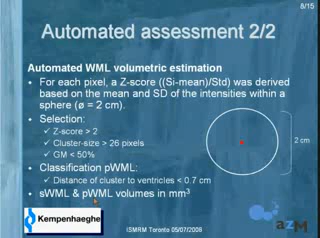 8/15
Automated assessment 2/2
Automated WML volumetric estimation
• For each pixel, a Z-score ((Si-mean)/Std) was derived
based on the mean and SD of the intensities within a
sphere (ø = 2 cm).
• Selection:
✓ Z-score > 2
✓ Cluster-size > 26 pixels
✓ GM < 50%
• Classification pWML:
✓ Distance of cluster to ventricles < 0.7 cm
• sWML & pWML volumes in mm³
2 cm
Kempenhaeghe
ISMRM Toronto 05/07/2008
azM